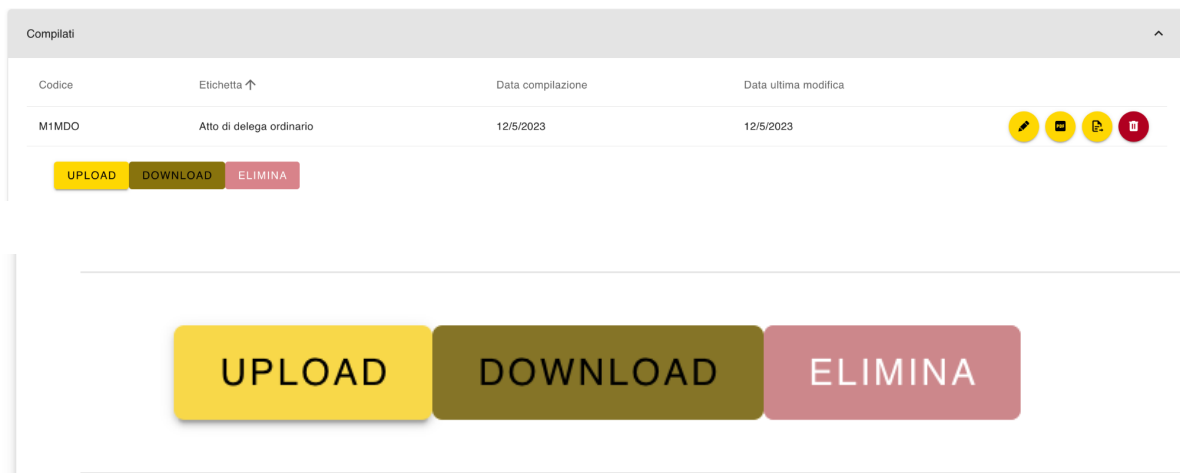 Compilati
Codice Etichetta Data compilazione Data ultima modifica
M1MDO Atto di delega ordinario 12/5/2023 12/5/2023 PDF
UPLOAD DOWNLOAD ELIMINA
UPLOAD DOWNLOAD ELIMINA